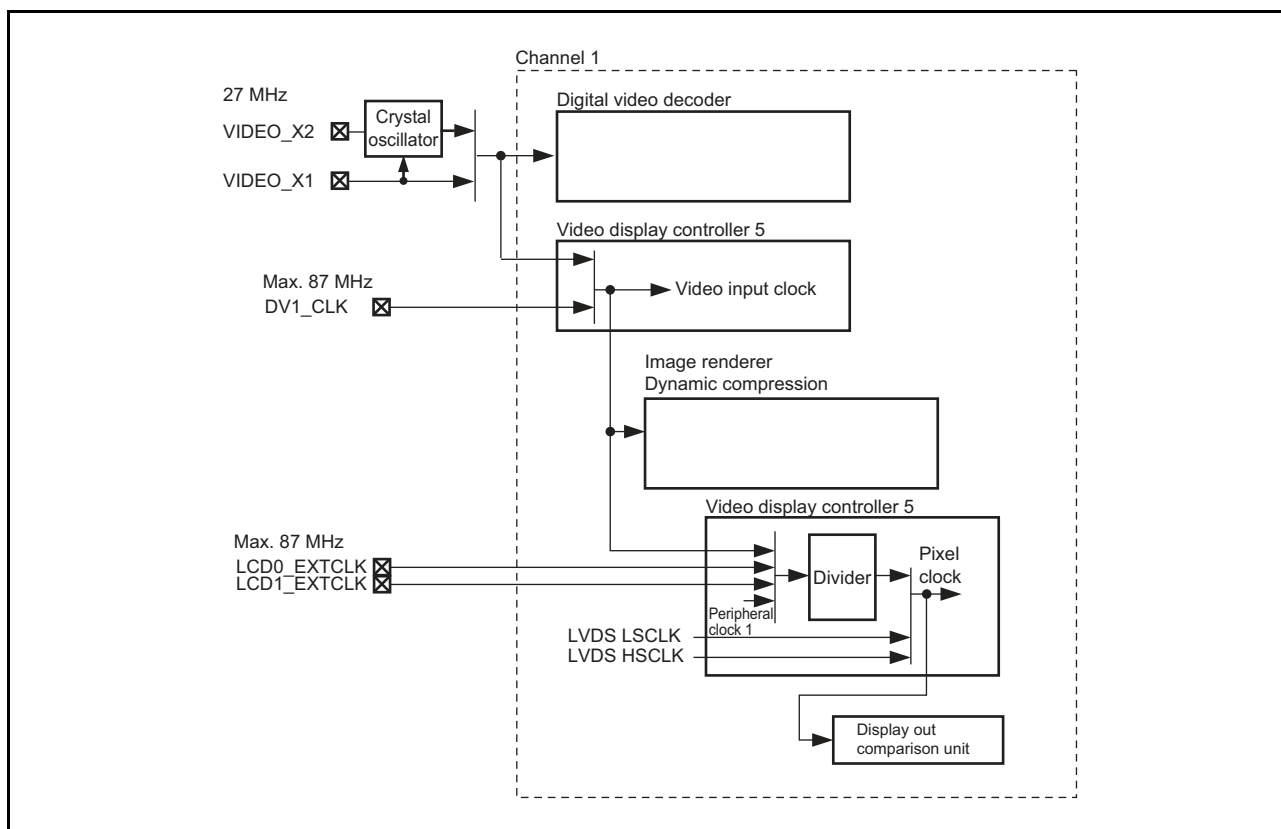 Channel 1
27 MHz
Digital video decoder
Crystal
oscillator
VIDEO_X2
VIDEO_X1
Video display controller 5
Max. 87 MHz
DV1_CLK
Video input clock
Image renderer
Dynamic compression
Video display controller 5
Max. 87 MHz
LCD0_EXTCLK
LCD1_EXTCLK
Divider
Pixel
clock
Peripheral
clock 1
LVDS LSCLK
LVDS HSCLK
Display out
comparison unit